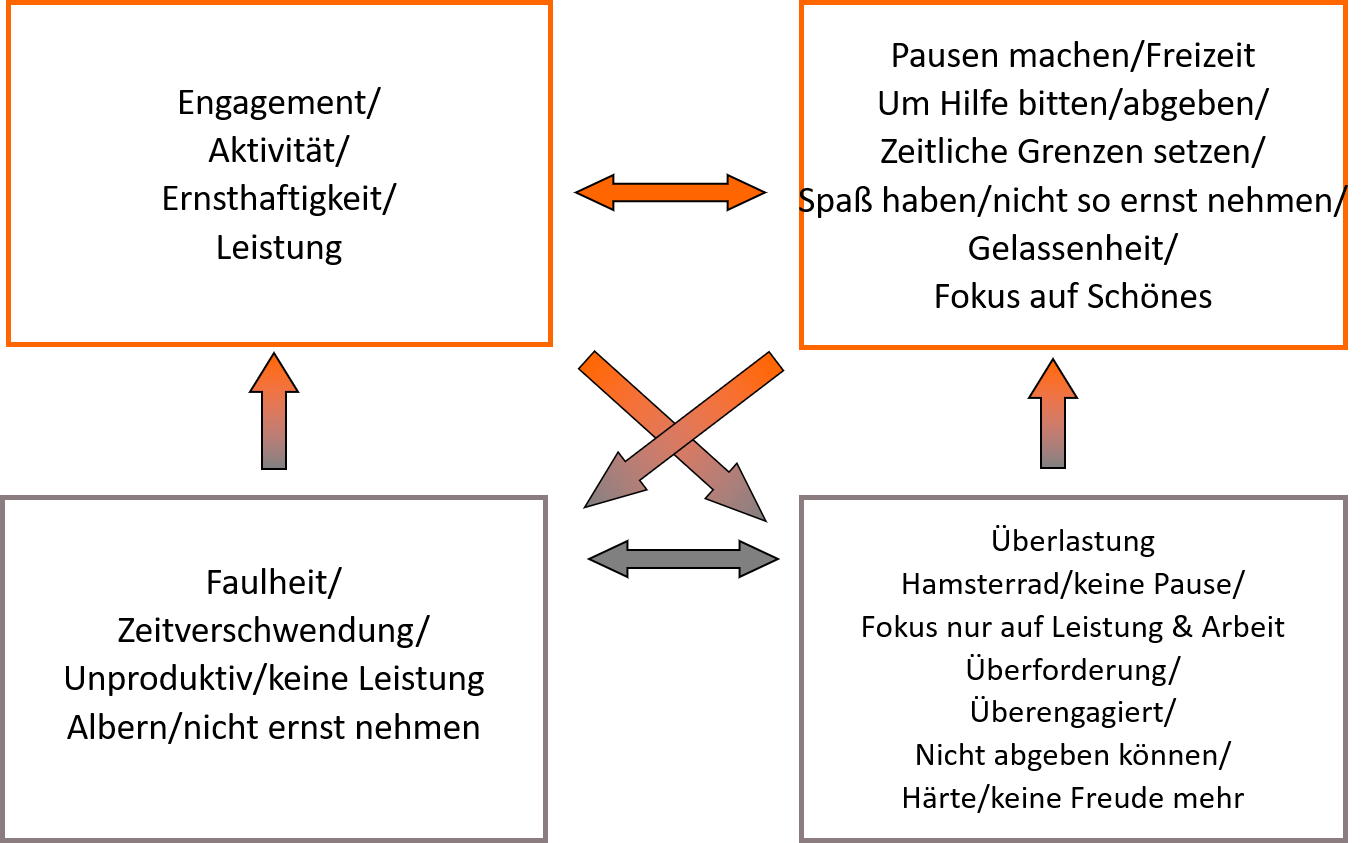 Engagement/
Aktivität/
Ernsthaftigkeit/
Leistung
Pausen machen/Freizeit
Um Hilfe bitten/abgeben/
Zeitliche Grenzen setzen/
Spaß haben/nicht so ernst nehmen/
Gelassenheit/
Fokus auf Schönes
Faulheit/
Zeitverschwendung/
Unproduktiv/keine Leistung
Albern/nicht ernst nehmen
Überlastung
Hamsterrad/keine Pause/
Fokus nur auf Leistung & Arbeit
Überforderung/
Überengagiert/
Nicht abgeben können/
Härte/keine Freude mehr